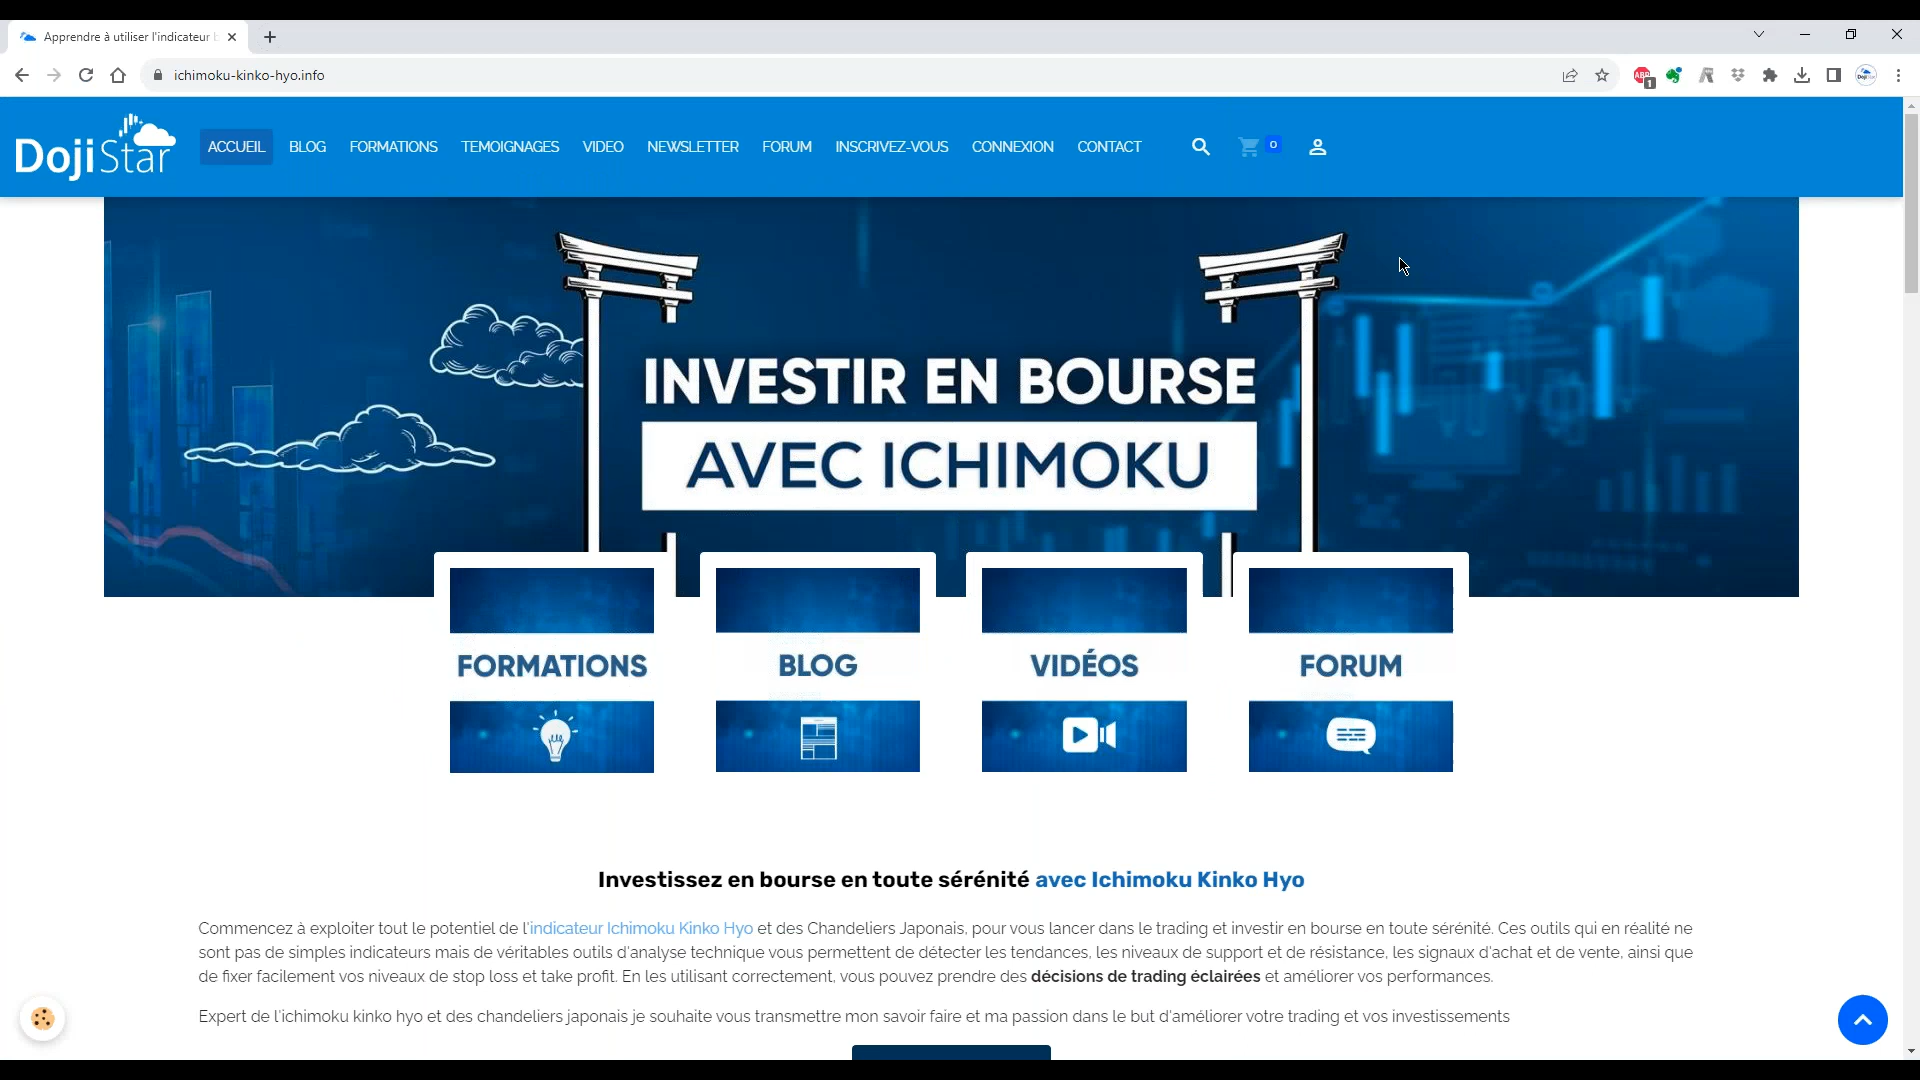 Apprendre à utiliser l'indicateur b
ichimoku-kinko-hyo.info
ABP
1
DojiStar
ACCUEIL BLOG FORMATIONS TEMOIGNAGES VIDEO NEWSLETTER FORUM INSCRIVEZ-VOUS CONNEXION CONTACT 0
INVESTIR EN BOURSE
AVEC ICHIMOKU
FORMATIONS BLOG VIDÉOS FORUM
Investissez en bourse en toute sérénité avec Ichimoku Kinko Hyo
Commencez à exploiter tout le potentiel de l'indicateur Ichimoku Kinko Hyo et des Chandeliers Japonais, pour vous lancer dans le trading et investir en bourse en toute sérénité. Ces outils qui en réalité ne
sont pas de simples indicateurs mais de véritables outils d'analyse technique vous permettent de détecter les tendances, les niveaux de support et de résistance, les signaux d'achat et de vente, ainsi que
de fixer facilement vos niveaux de stop loss et take profit. En les utilisant correctement, vous pouvez prendre des décisions de trading éclairées et améliorer vos performances.
Expert de l'ichimoku kinko hyo et des chandeliers japonais je souhaite vous transmettre mon savoir faire et ma passion dans le but d'améliorer votre trading et vos investissements